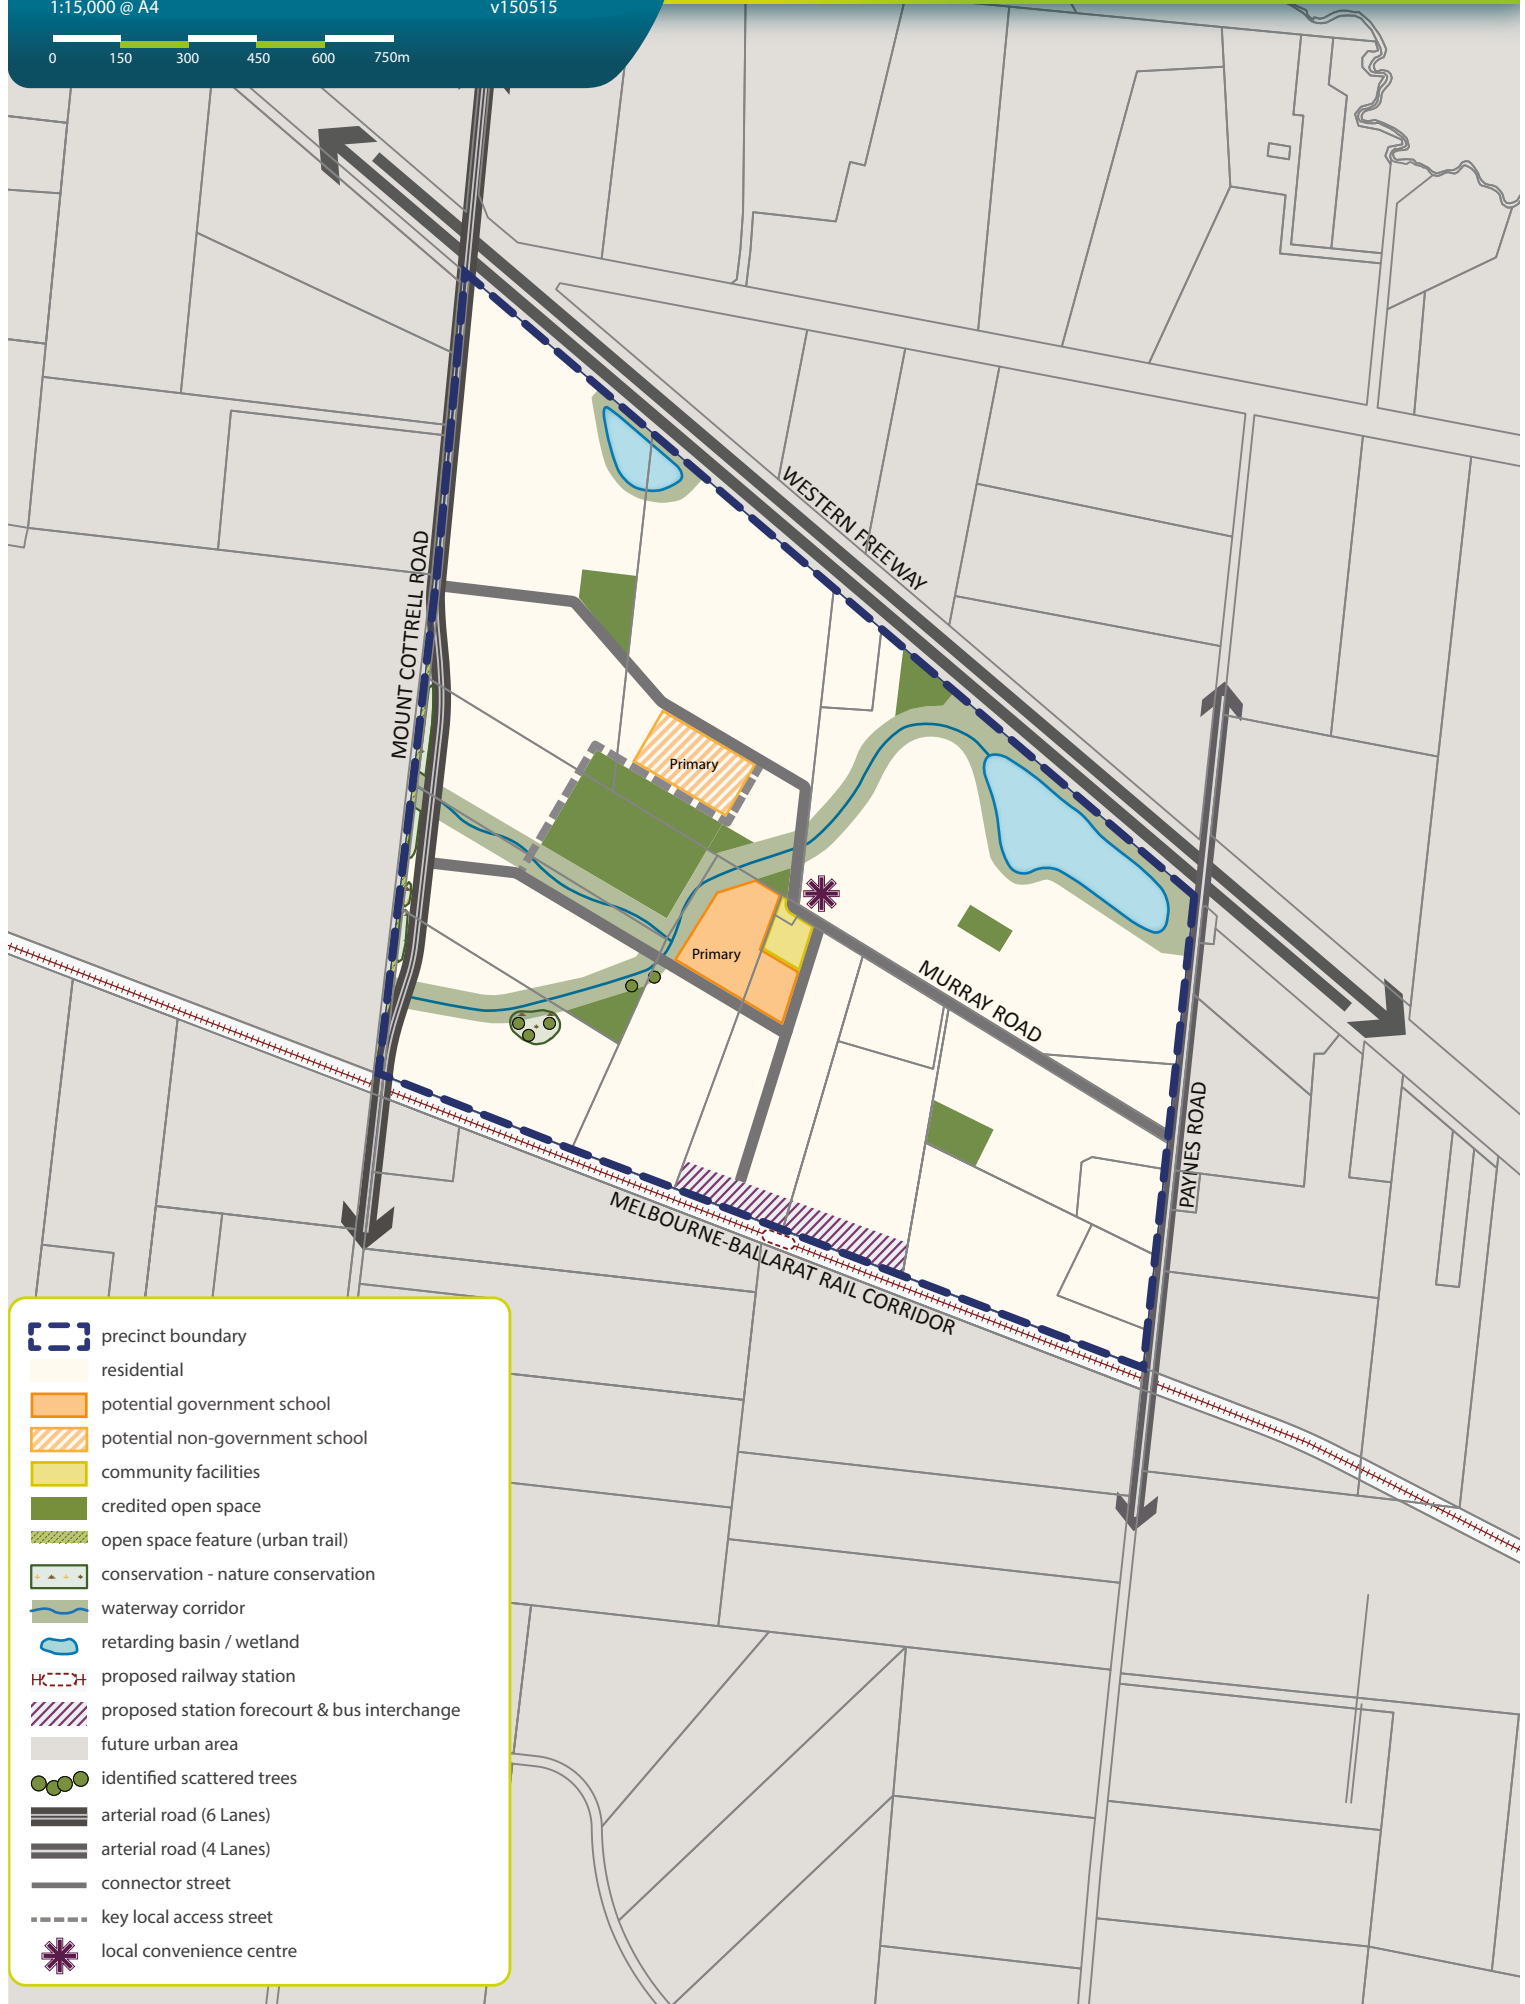 1:15,000 @ A4
v150515
0 150 300 450 600 750m
WESTERN FREEWAY
MOUNT COTTRELL ROAD
Primary
Primary
MURRAY ROAD
PAYNES ROAD
MELBOURNE-BALLARAT RAIL CORRIDOR
precinct boundary
residential
potential government school
potential non-government school
community facilities
credited open space
open space feature (urban trail)
conservation - nature conservation
waterway corridor
retarding basin / wetland
proposed railway station
proposed station forecourt & bus interchange
future urban area
identified scattered trees
arterial road (6 Lanes)
arterial road (4 Lanes)
connector street
key local access street
local convenience centre